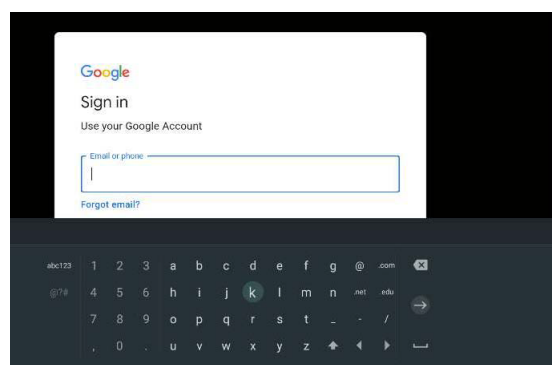 Google
Sign in
Use your Google Account
Email or phone
Forgot email?
abc123 1 2 3 a b c d e f g @ .com
@!?# 4 5 6 h i j k l m n .net .edu
7 8 9 o p q r s t _ - /
, 0 . u v w x y z